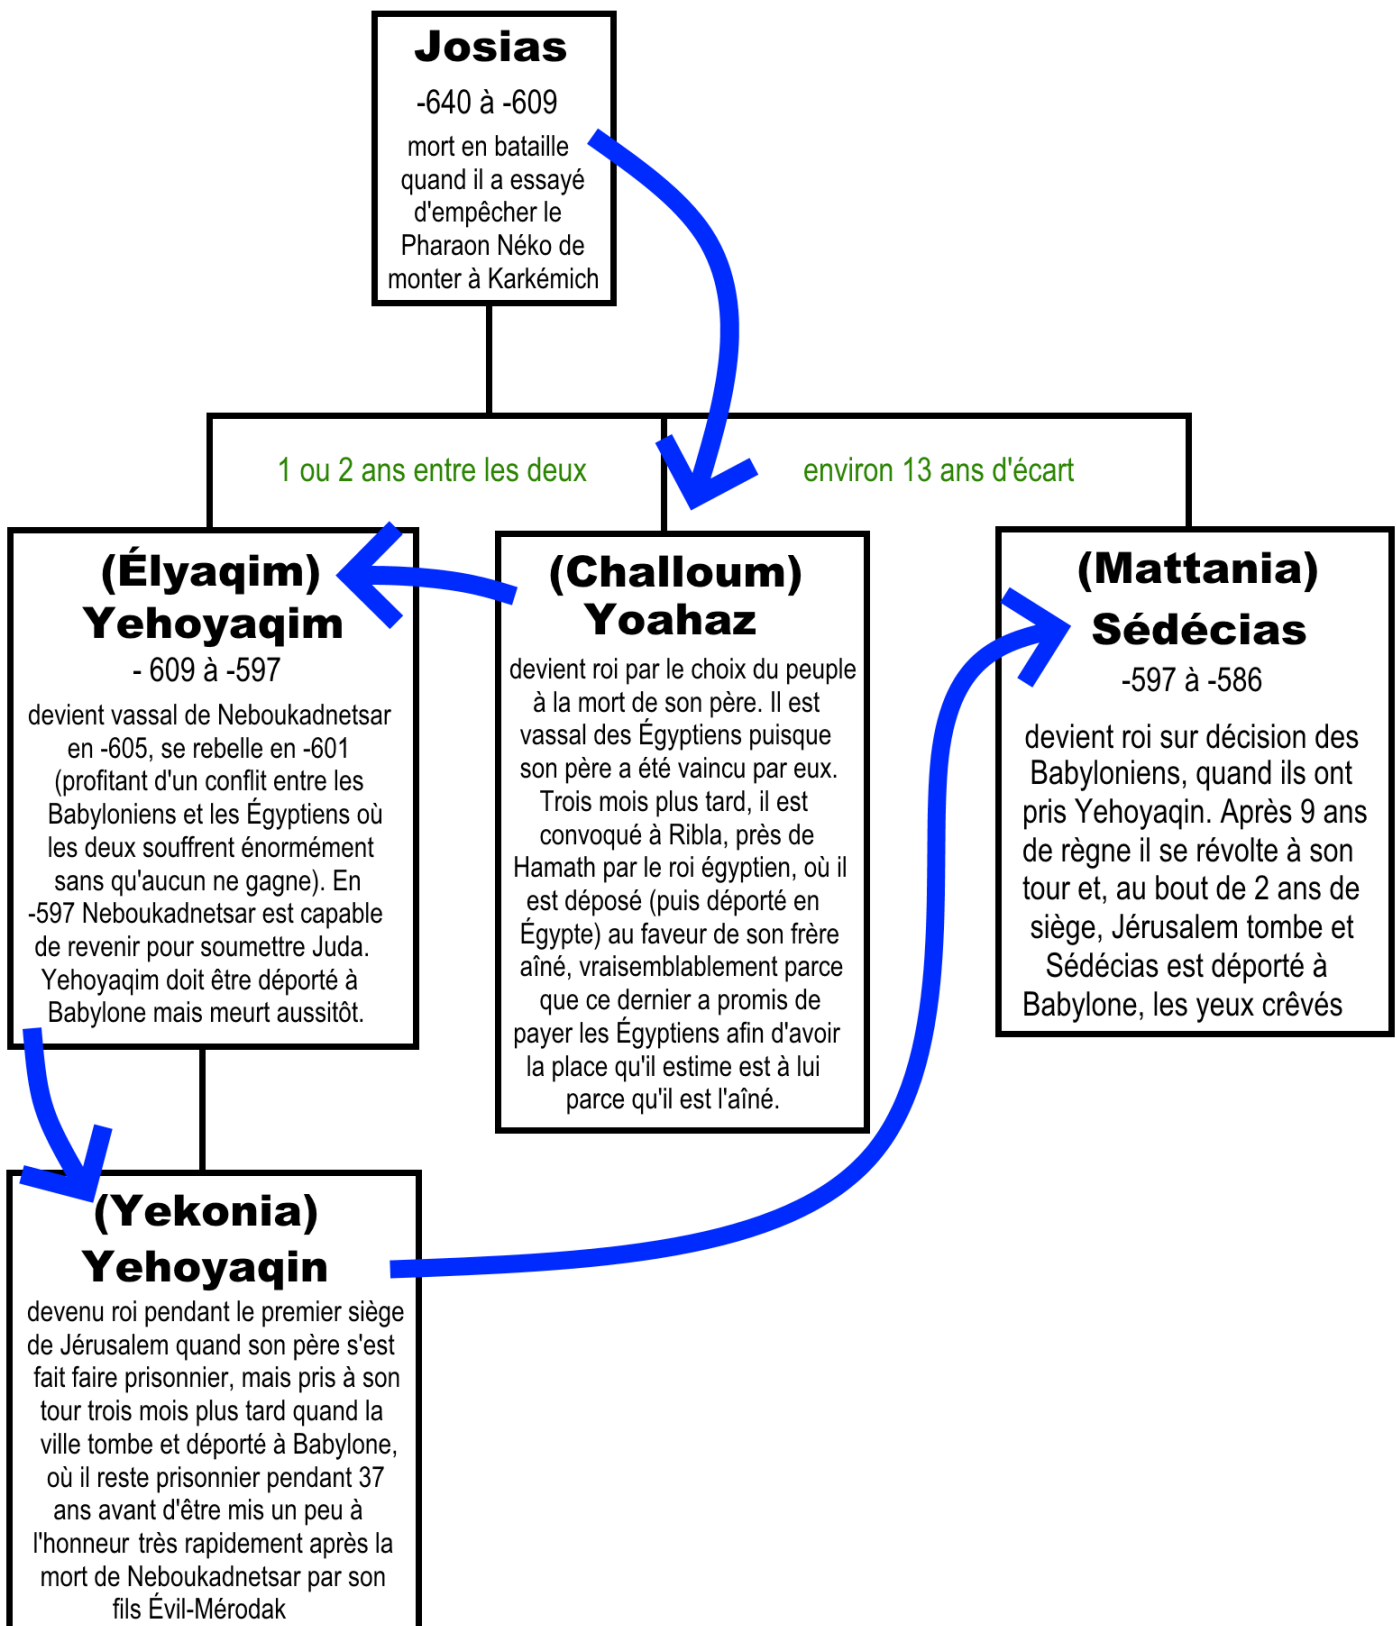 Josias
-640 à -609
mort en bataille
quand il a essayé
d'empêcher le
Pharaon Néko de
monter à Karkémich
1 ou 2 ans entre les deux
environ 13 ans d'écart
(Élyaqim)
Yehoyaqim
- 609 à -597
devient vassal de Neboukadnetsar
en -605, se rebelle en -601
(profitant d'un conflit entre les
Babyloniens et les Égyptiens où
les deux souffrent énormément
sans qu'aucun ne gagne). En
-597 Neboukadnetsar est capable
de revenir pour soumettre Juda.
Yehoyaqim doit être déporté à
Babylone mais meurt aussitôt.
(Challoum)
Yoahaz
devient roi par le choix du peuple
à la mort de son père. Il est
vassal des Égyptiens puisque
son père a été vaincu par eux.
Trois mois plus tard, il est
convoqué à Ribla, près de
Hamath par le roi égyptien, où il
est déposé (puis déporté en
Égypte) au faveur de son frère
aîné, vraisemblablement parce
que ce dernier a promis de
payer les Égyptiens afin d'avoir
la place qu'il estime est à lui
parce qu'il est l'aîné.
(Mattania)
Sédécias
-597 à -586
devient roi sur décision des
Babyloniens, quand ils ont
pris Yehoyaqin. Après 9 ans
de règne il se révolte à son
tour et, au bout de 2 ans de
siège, Jérusalem tombe et
Sédécias est déporté à
Babylone, les yeux crêvés
(Yekonia)
Yehoyaqin
devenu roi pendant le premier siège
de Jérusalem quand son père s'est
fait faire prisonnier, mais pris à son
tour trois mois plus tard quand la
ville tombe et déporté à Babylone,
où il reste prisonnier pendant 37
ans avant d'être mis un peu à
l'honneur très rapidement après la
mort de Neboukadnetsar par son
fils Évil-Mérodak